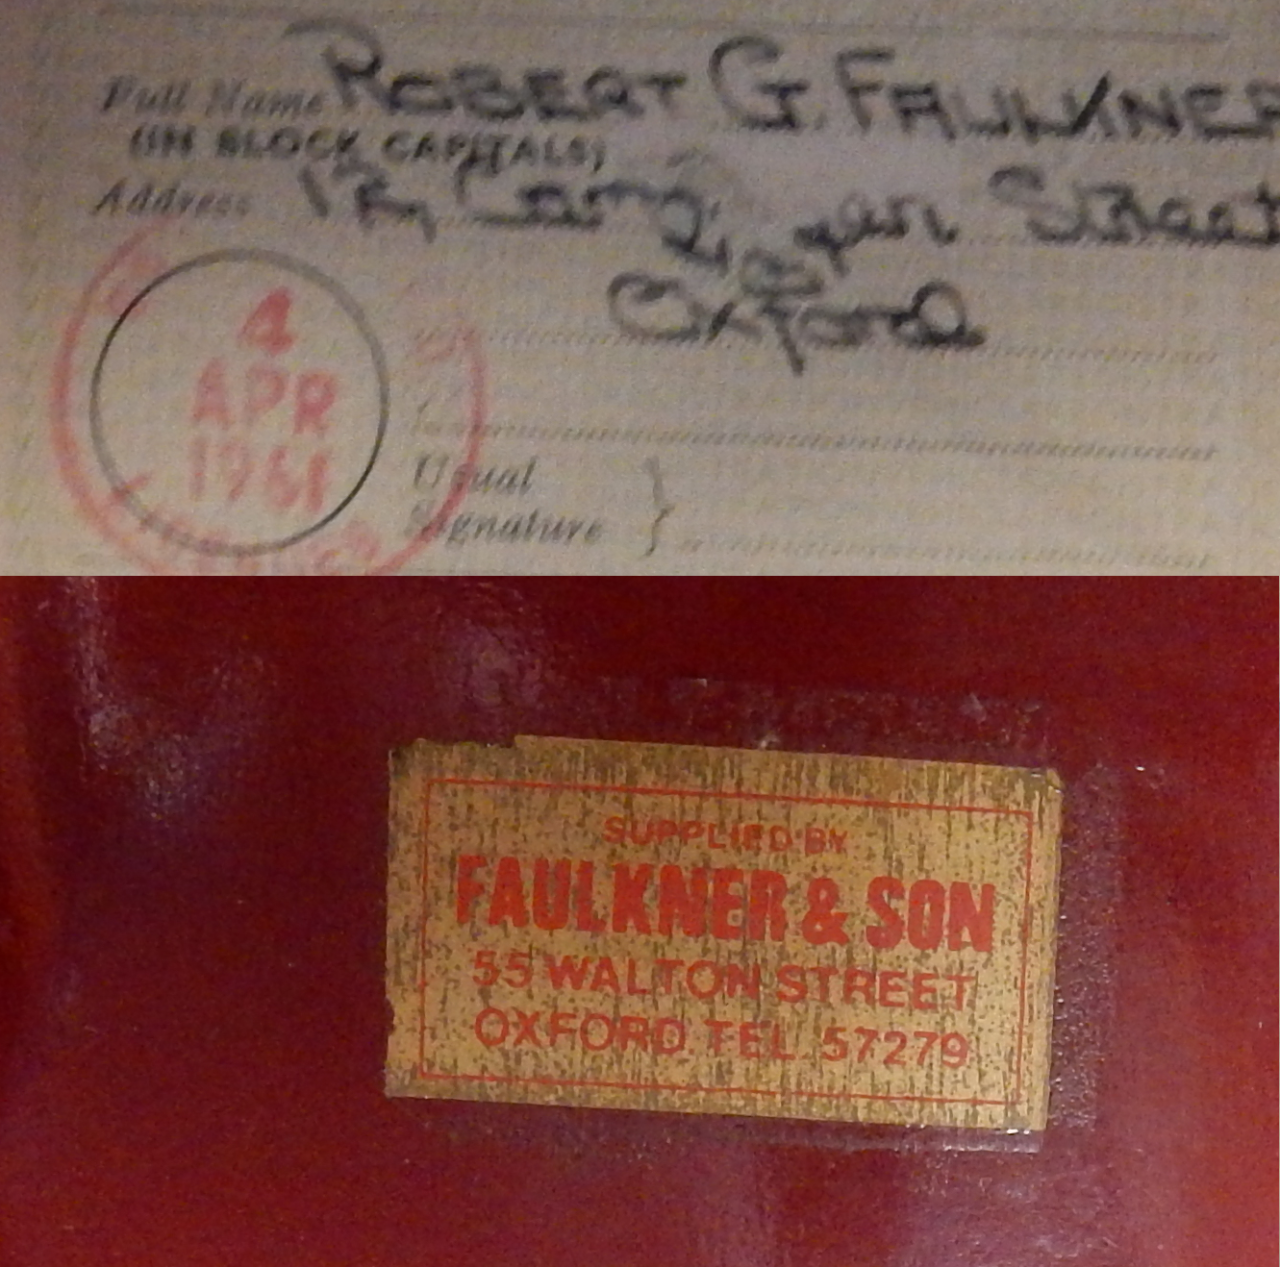 Full Name ROBERT G. FAULKNER
(IN BLOCK CAPITALS)
Address Street
Oxford
4
APR
1961
Usual
Signature
SUPPLIED BY
FAULKNER & SON
55 WALTON STREET
OXFORD TEL. 57279